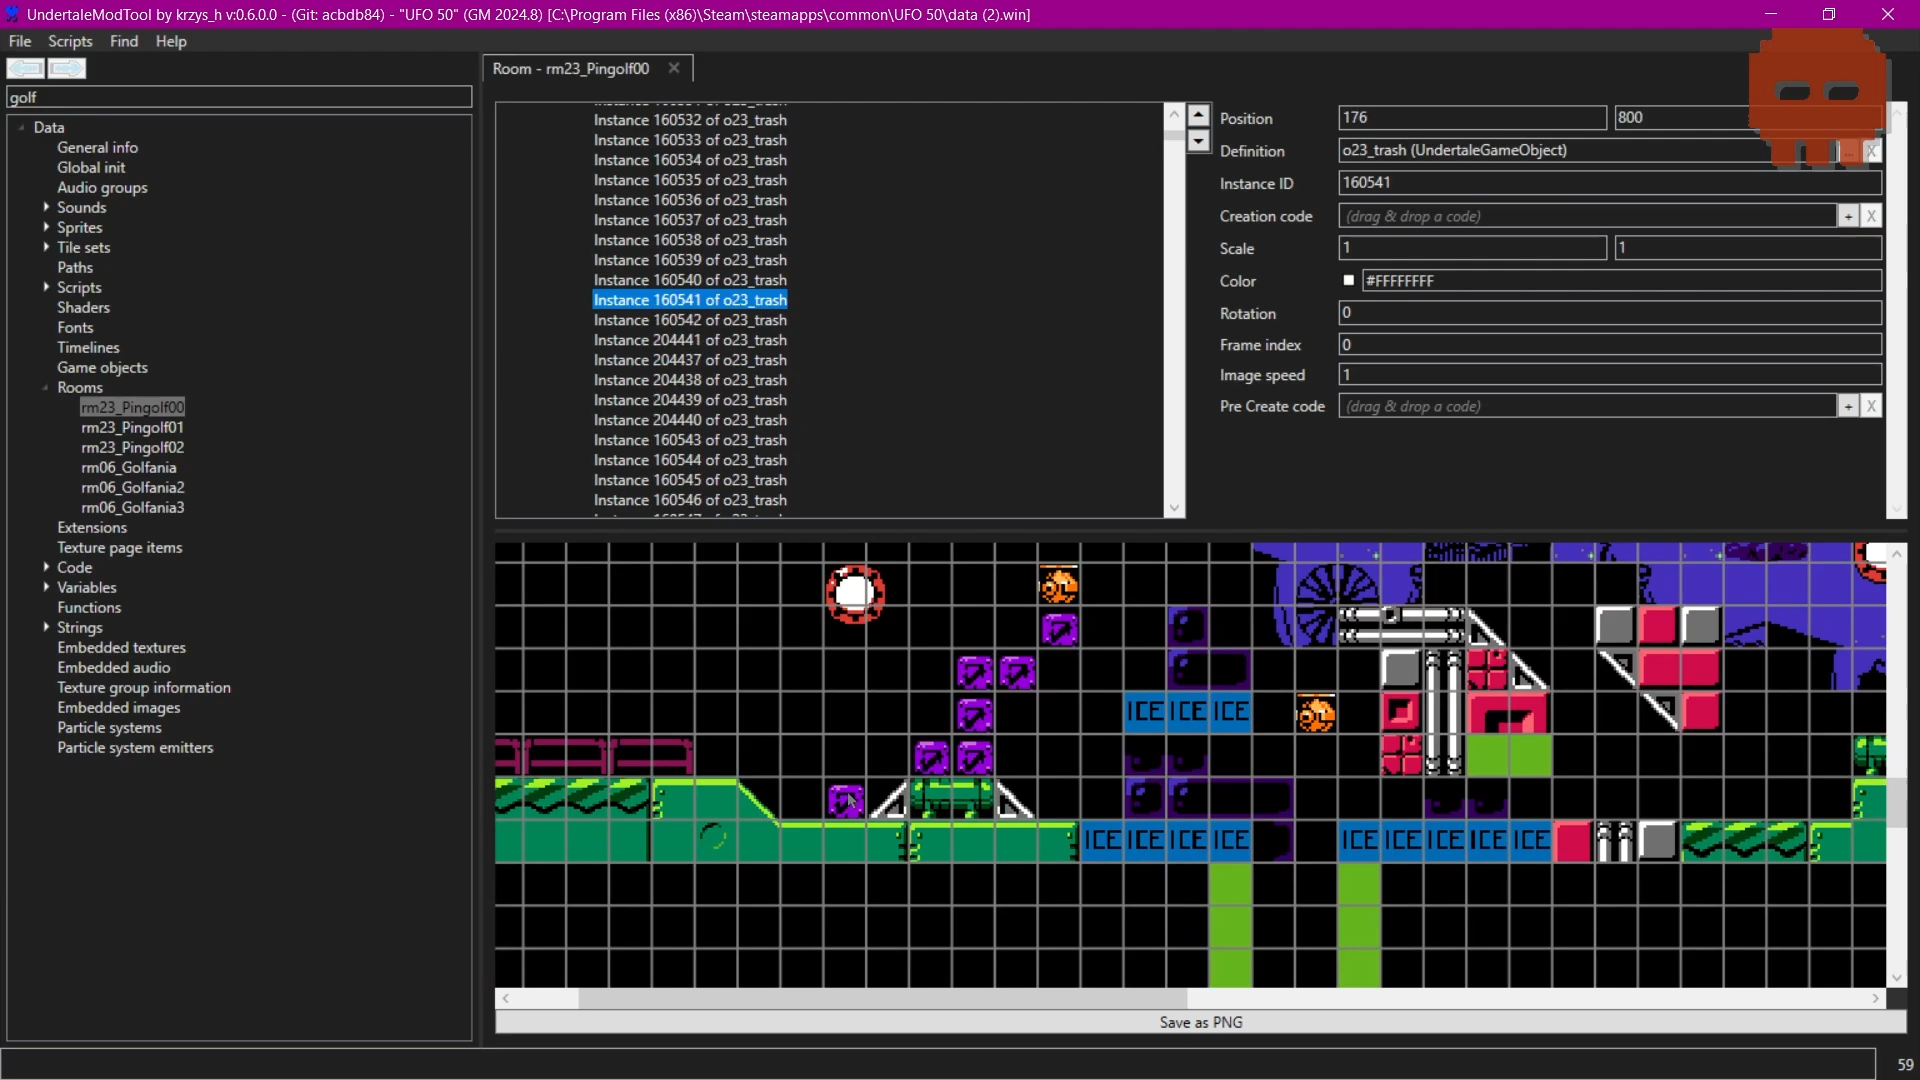 UndertaleModTool by krzys_h v:0.6.0.0 - (Git: acbdb84) - "UFO 50" (GM 2024.8) [C:\Program Files (x86)\Steam\steamapps\common\UFO 50\data (2).win]
File Scripts Find Help
golf
Data
General info
Global init
Audio groups
Sounds
Sprites
Tile sets
Paths
Scripts
Shaders
Fonts
Timelines
Game objects
Rooms
rm23_Pingolf00
rm23_Pingolf01
rm23_Pingolf02
rm06_Golfania
rm06_Golfania2
rm06_Golfania3
Extensions
Texture page items
Code
Variables
Functions
Strings
Embedded textures
Embedded audio
Texture group information
Embedded images
Particle systems
Particle system emitters
Room - rm23_Pingolf00
Instance 160532 of o23_trash
Instance 160533 of o23_trash
Instance 160534 of o23_trash
Instance 160535 of o23_trash
Instance 160536 of o23_trash
Instance 160537 of o23_trash
Instance 160538 of o23_trash
Instance 160539 of o23_trash
Instance 160540 of o23_trash
Instance 160541 of o23_trash
Instance 160542 of o23_trash
Instance 204441 of o23_trash
Instance 204437 of o23_trash
Instance 204438 of o23_trash
Instance 204439 of o23_trash
Instance 204440 of o23_trash
Instance 160543 of o23_trash
Instance 160544 of o23_trash
Instance 160545 of o23_trash
Instance 160546 of o23_trash
Position 176 800
Definition o23_trash (UndertaleGameObject) X
Instance ID 160541
Creation code (drag & drop a code) + X
Scale 1 1
Color #FFFFFFFF
Rotation 0
Frame index 0
Image speed 1
Pre Create code (drag & drop a code) + X
ICE ICE ICE
ICE ICE ICE ICE ICE ICE ICE ICE ICE
Save as PNG
59